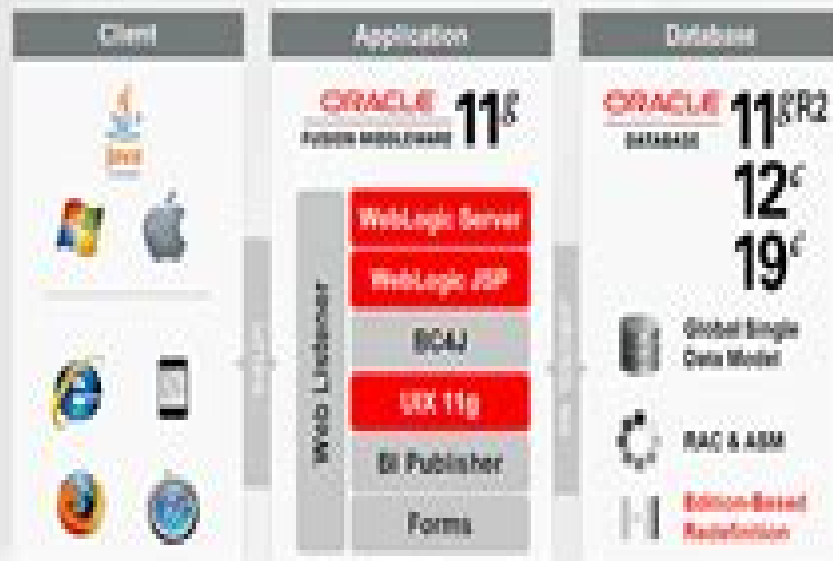 Client
Java
Application
ORACLE 11g
FUSION MIDDLEWARE
Web Listener
WebLogic Server
WebLogic JSP
BC4J
UIX 11g
BI Publisher
Forms
Database
ORACLE 11gR2
DATABASE
12c
19c
Global Single
Data Model
RAC & ASM
Edition-Based
Redefinition